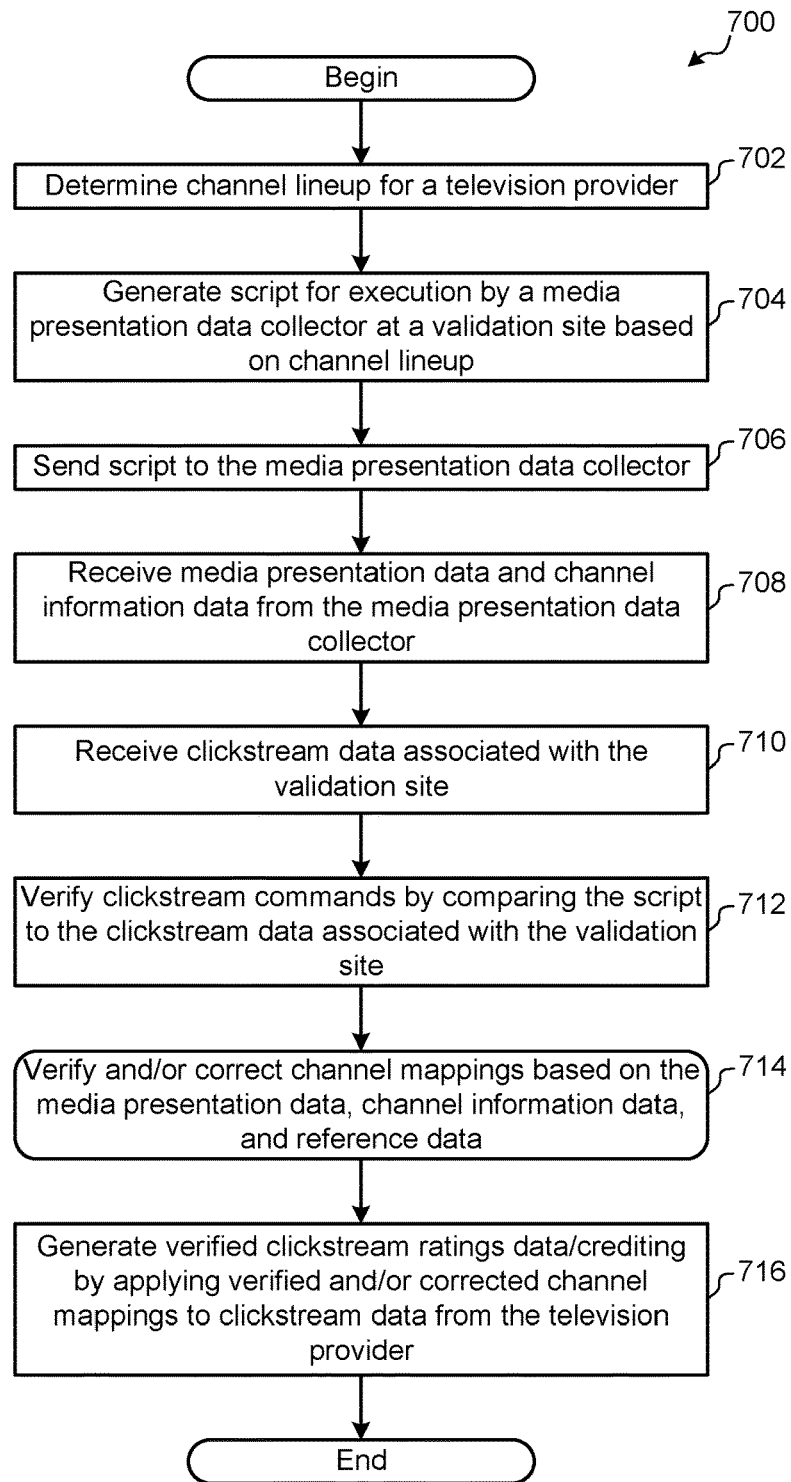 700
Begin
Determine channel lineup for a television provider
702
Generate script for execution by a media
presentation data collector at a validation site based
on channel lineup
704
Send script to the media presentation data collector
706
Receive media presentation data and channel
information data from the media presentation data
collector
708
Receive clickstream data associated with the
validation site
710
Verify clickstream commands by comparing the script
to the clickstream data associated with the validation
site
712
Verify and/or correct channel mappings based on the
media presentation data, channel information data,
and reference data
714
Generate verified clickstream ratings data/crediting
by applying verified and/or corrected channel
mappings to clickstream data from the television
provider
716
End